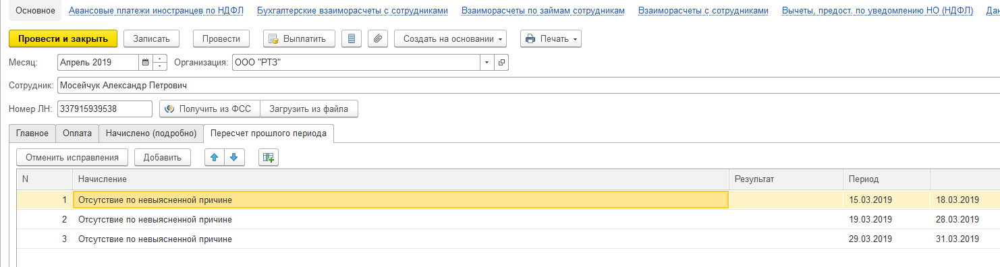 Основное Авансовые платежи иностранцев по НДФЛ Бухгалтерские взаиморасчеты с сотрудниками Взаиморасчеты по займам сотрудникам Взаиморасчеты с сотрудниками Вычеты, предост. по уведомлению НО (НДФЛ) Дан
Провести и закрыть Записать Провести Выплатить Создать на основании Печать
Месяц: Апрель 2019 Организация: ООО "РТЗ"
Сотрудник: Мосейчук Александр Петрович
Номер ЛН: 337915939538 Получить из ФСС Загрузить из файла
Главное Оплата Начислено (подробно) Пересчет прошлого периода
Отменить исправления Добавить
N Начисление Результат Период
1 Отсутствие по невыясненной причине 15.03.2019 18.03.2019
2 Отсутствие по невыясненной причине 19.03.2019 28.03.2019
3 Отсутствие по невыясненной причине 29.03.2019 31.03.2019